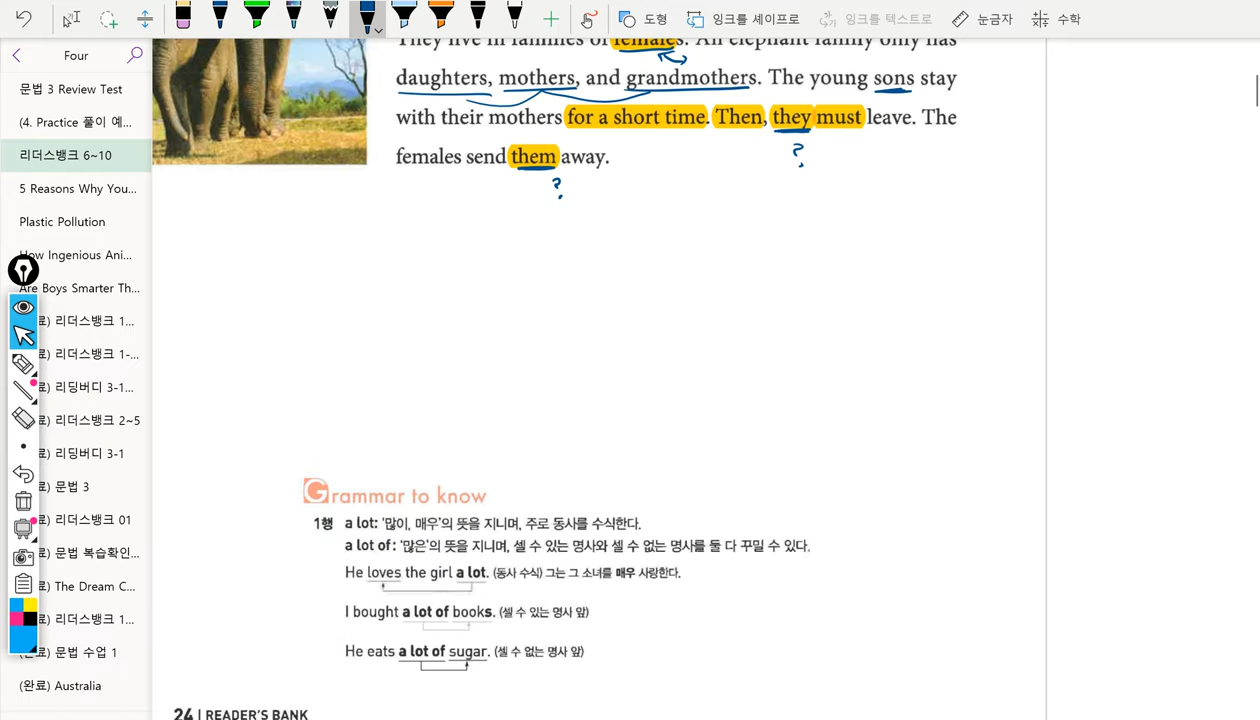 도형
잉크를 셰이프로
잉크를 텍스트로
눈금자
수학
Four
문법 3 Review Test
(4. Practice 풀이 예...
리더스뱅크 6~10
5 Reasons Why You...
Plastic Pollution
How Ingenious Ani...
Are Boys Smarter Th...
료) 리더스뱅크 1...
료) 리더스뱅크 1-...
료) 리딩버디 3-1...
료) 리더스뱅크 2~5
료) 리딩버디 3-1
료) 문법 3
료) 리더스뱅크 01
료) 문법 복습확인...
료) The Dream C...
료) 리더스뱅크 1...
료) 문법 수업 1
(완료) Australia
They live in families of females. An elephant family only has
daughters, mothers, and grandmothers. The young sons stay
with their mothers for a short time. Then, they must leave. The
?
females send them away.
?
Grammar to know
1행 a lot: '많이, 매우'의 뜻을 지니며, 주로 동사를 수식한다.
a lot of: '많은'의 뜻을 지니며, 셀 수 있는 명사와 셀 수 없는 명사를 둘 다 꾸밀 수 있다.
He loves the girl a lot. (동사 수식) 그는 그 소녀를 매우 사랑한다.
I bought a lot of books. (셀 수 있는 명사 앞)
He eats a lot of sugar. (셀 수 없는 명사 앞)
24 | READER'S BANK